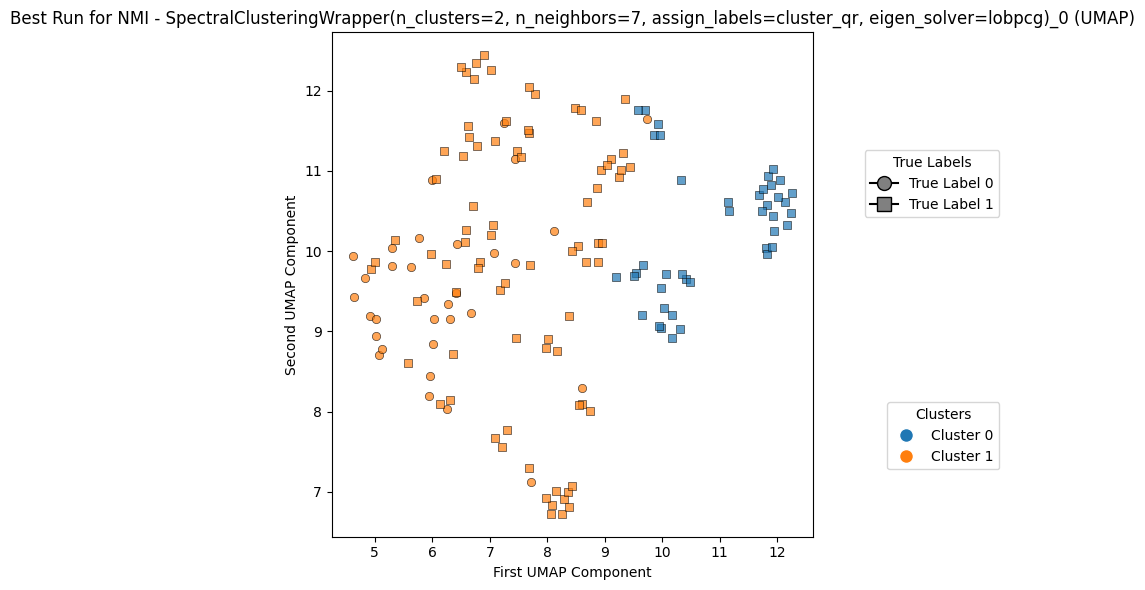 Best Run for NMI - SpectralClusteringWrapper(n_clusters=2, n_neighbors=7, assign_labels=cluster_qr, eigen_solver=lobpcg)_0 (UMAP)
12
11
10
9
8
7
Second UMAP Component
5 6 7 8 9 10 11 12
First UMAP Component
True Labels
True Label 0
True Label 1
Clusters
Cluster 0
Cluster 1